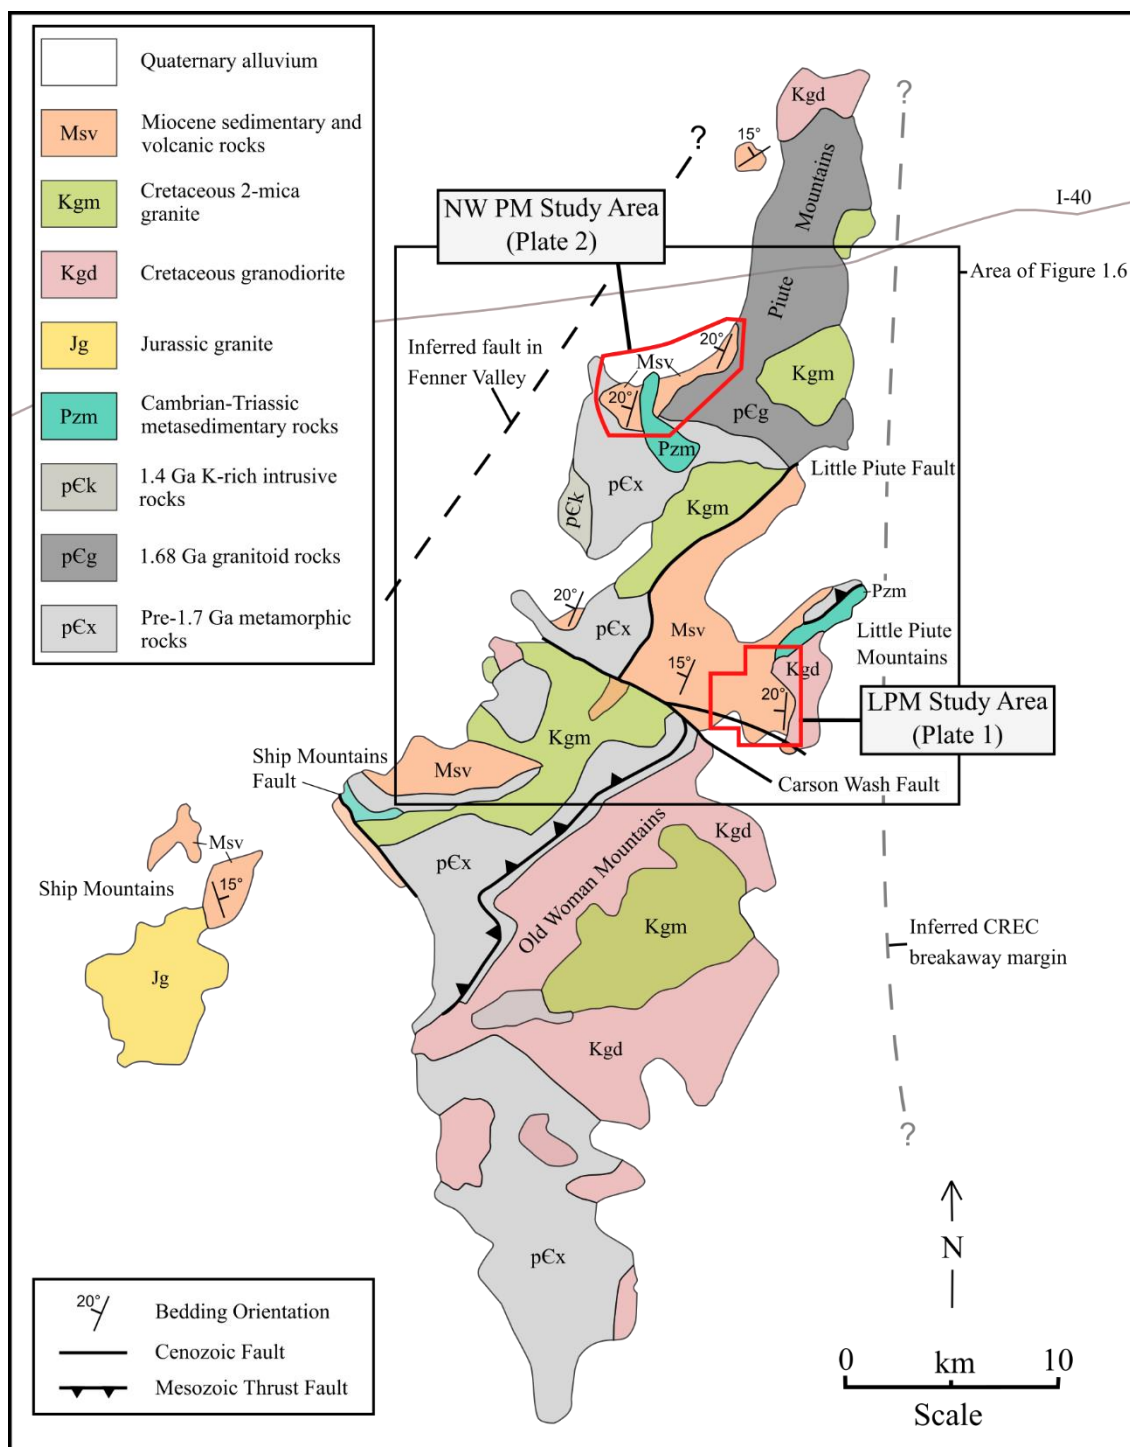 Quaternary alluvium
Msv
Miocene sedimentary and
volcanic rocks
Kgm
Cretaceous 2-mica
granite
Kgd
Cretaceous granodiorite
Jg
Jurassic granite
Pzm
Cambrian-Triassic
metasedimentary rocks
pЄk
1.4 Ga K-rich intrusive
rocks
pЄg
1.68 Ga granitoid rocks
pЄx
Pre-1.7 Ga metamorphic
rocks
Kgd
?
?
15°
Mountains
I-40
NW PM Study Area
(Plate 2)
Area of Figure 1.6
Piute
Inferred fault in
Fenner Valley
20°
Msv
Kgm
20°
pЄg
Pzm
Little Piute Fault
pЄx
pЄk
Kgm
Pzm
20°
pЄx
Msv
Little Piute
Mountains
15°
Kgd
20°
LPM Study Area
(Plate 1)
Kgm
Ship Mountains
Fault
Msv
Carson Wash Fault
Kgd
Msv
pЄx
Old Woman Mountains
Ship Mountains
15°
Kgm
Inferred CREC
breakaway margin
Jg
Kgd
?
pЄx
N
20°
Bedding Orientation
Cenozoic Fault
Mesozoic Thrust Fault
0 km 10
Scale